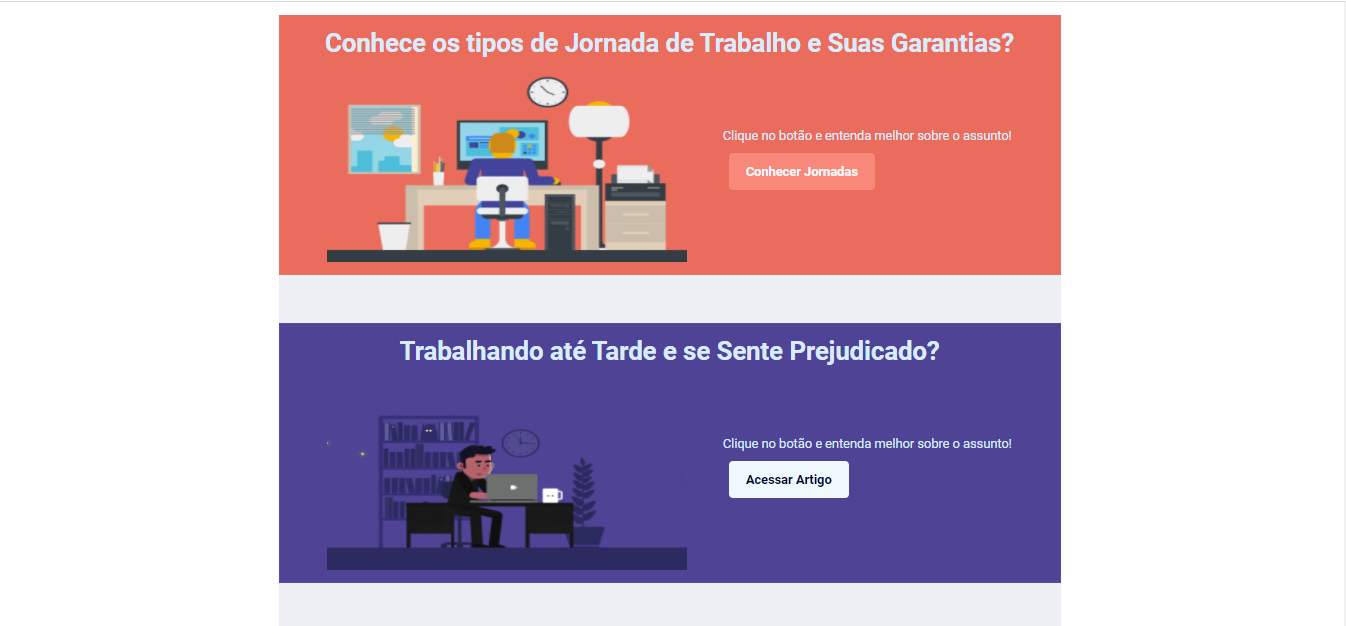 Conhece os tipos de Jornada de Trabalho e Suas Garantias?
Clique no botão e entenda melhor sobre o assunto!
Conhecer Jornadas
Trabalhando até Tarde e se Sente Prejudicado?
Clique no botão e entenda melhor sobre o assunto!
Acessar Artigo